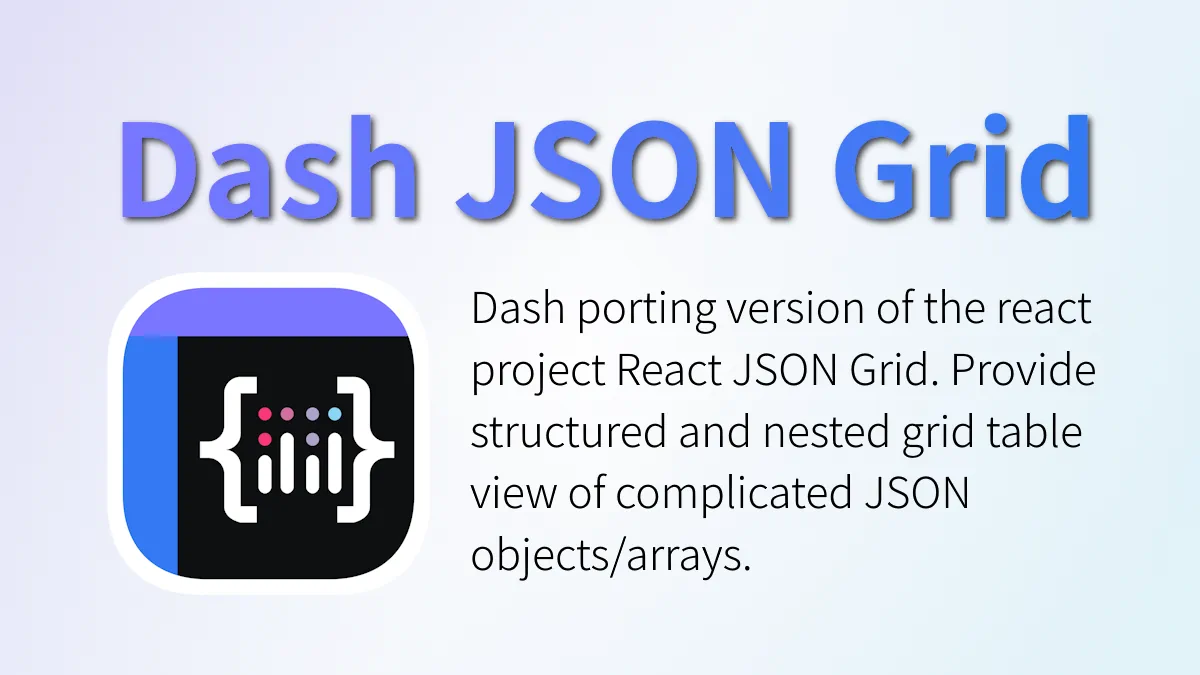 Dash JSON Grid
Dash porting version of the react
project React JSON Grid. Provide
structured and nested grid table
view of complicated JSON
objects/arrays.